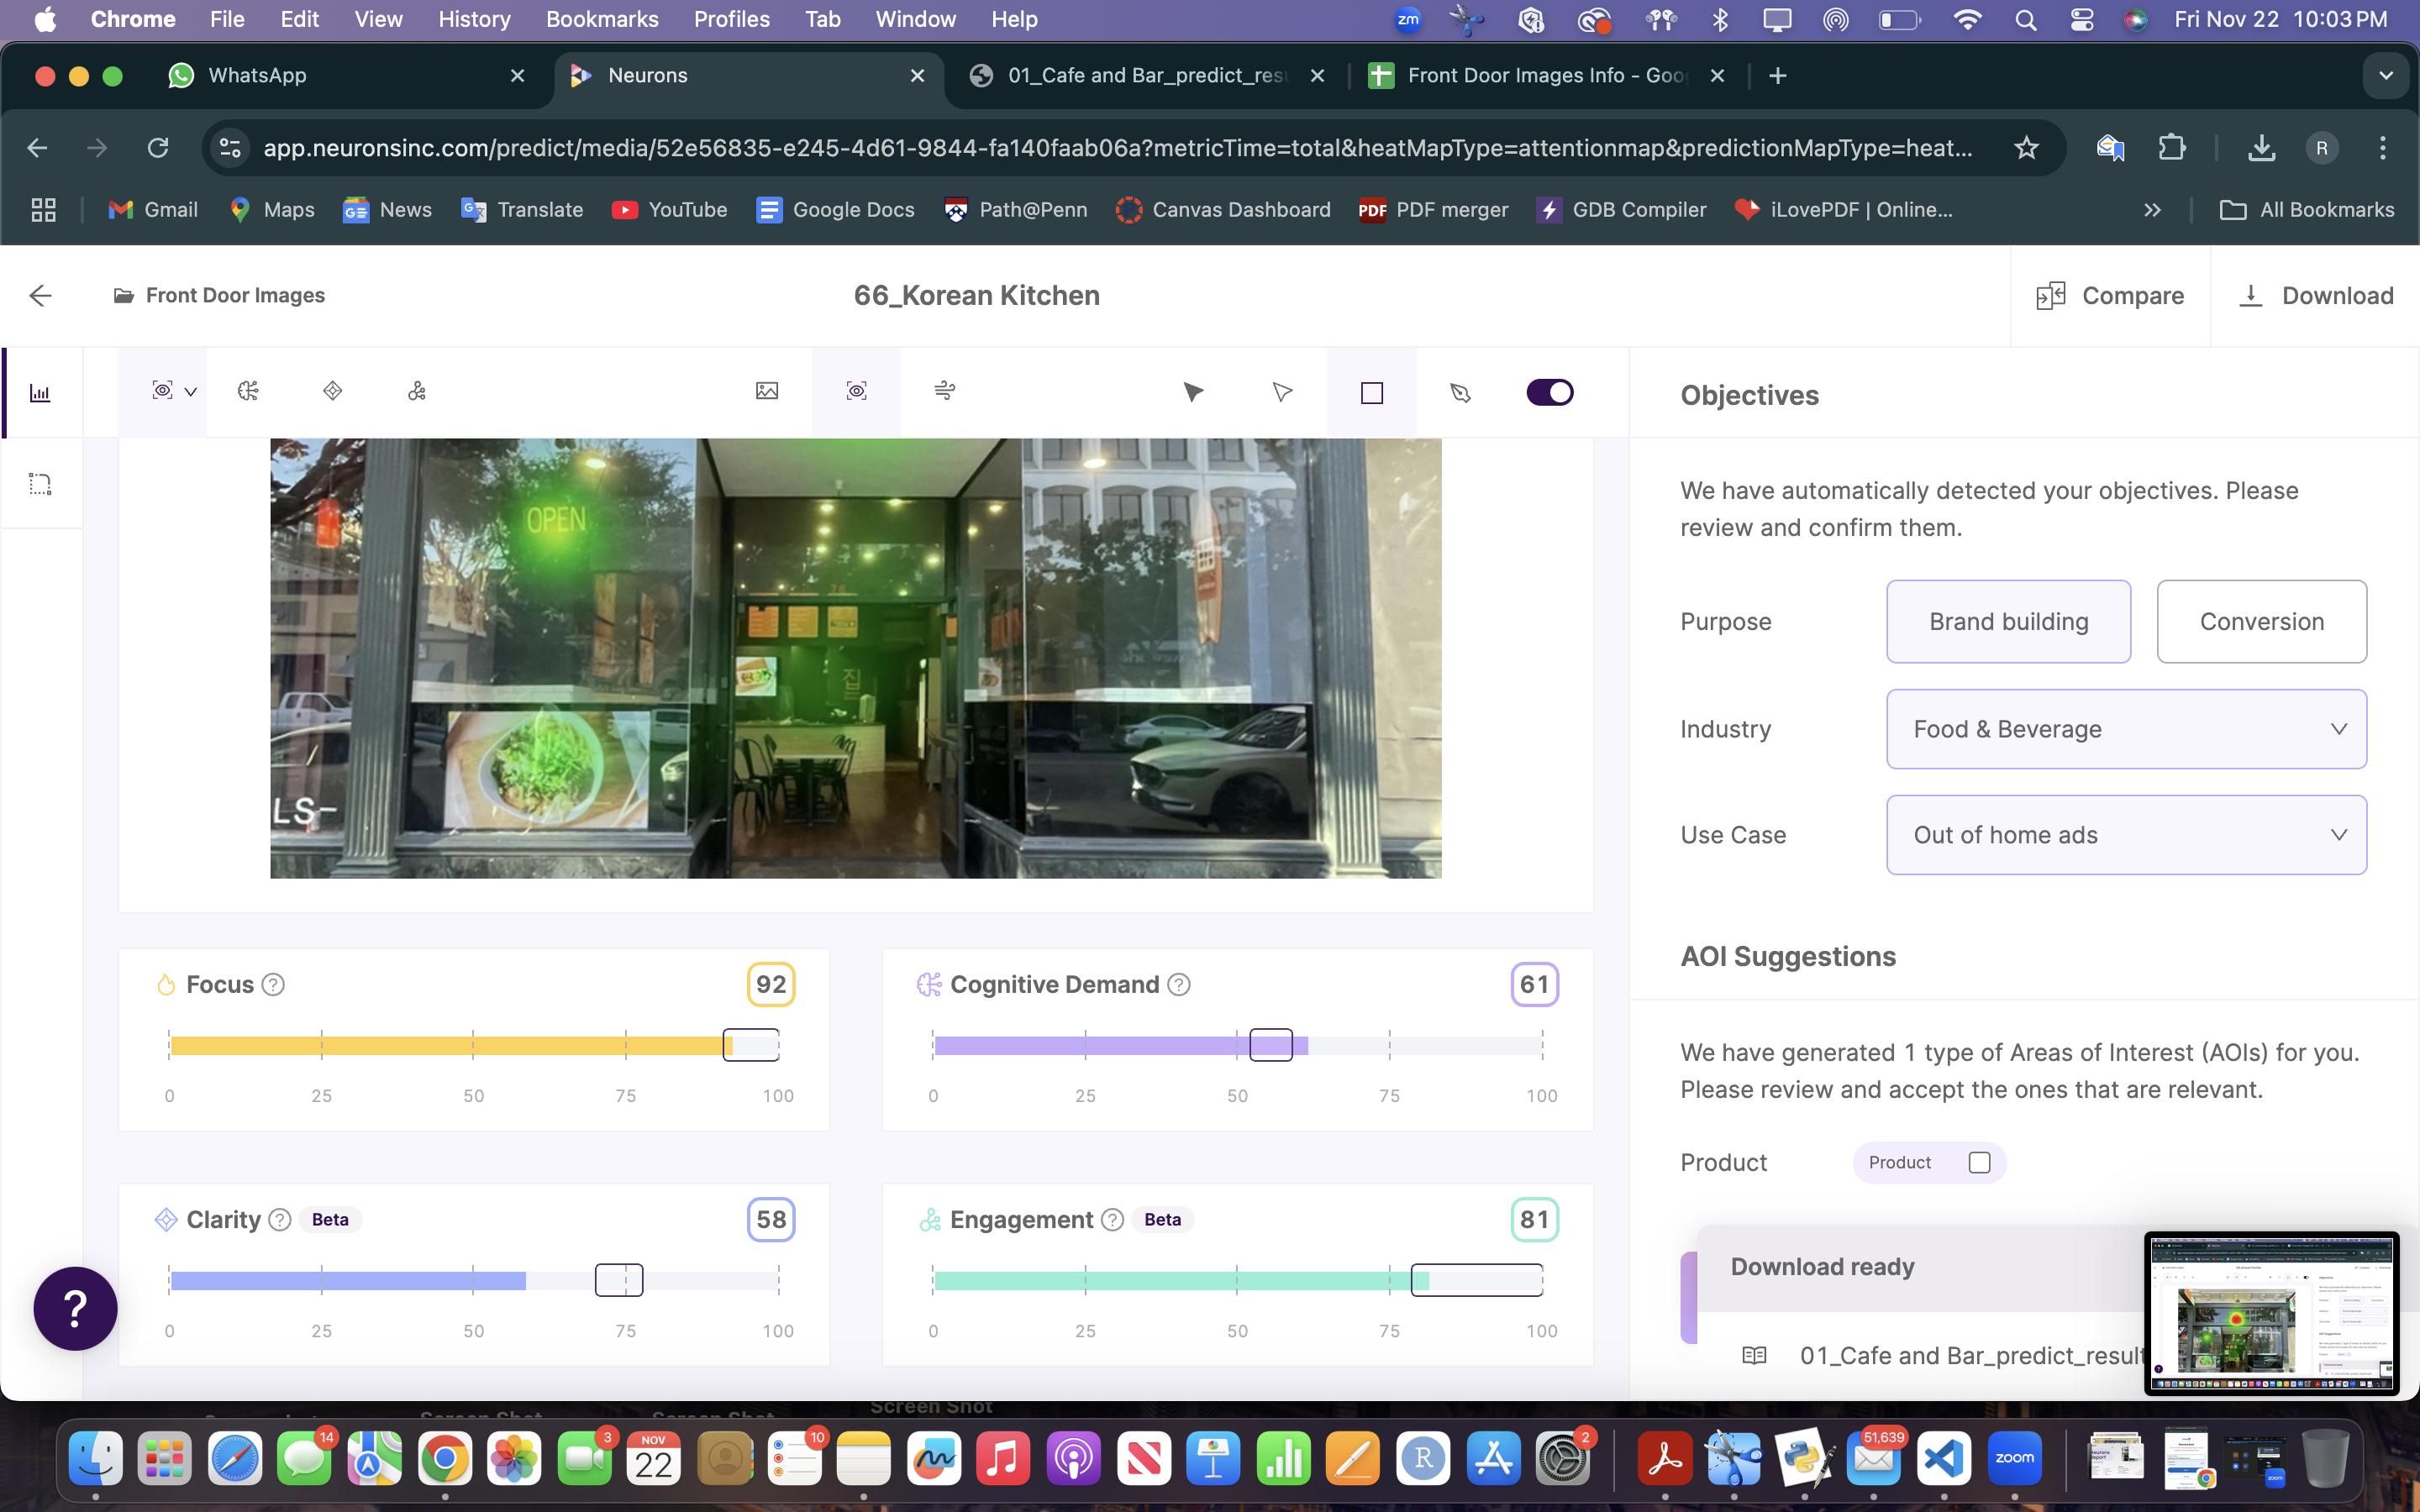 Chrome File Edit View History Bookmarks Profiles Tab Window Help
zm
Fri Nov 22 10:03 PM
WhatsApp
Neurons
01_Cafe and Bar_predict_resu
Front Door Images Info - Goo
app.neuronsinc.com/predict/media/52e56835-e245-4d61-9844-fa140faab06a?metricTime=total&heatMapType=attentionmap&predictionMapType=heat...
R
Gmail Maps News Translate YouTube Google Docs Path@Penn Canvas Dashboard PDF PDF merger GDB Compiler iLovePDF | Online... » All Bookmarks
Front Door Images
66_Korean Kitchen
Compare
Download
OPEN
집
LS-
Objectives
We have automatically detected your objectives. Please
review and confirm them.
Purpose
Brand building
Conversion
Industry
Food & Beverage
Use Case
Out of home ads
AOI Suggestions
We have generated 1 type of Areas of Interest (AOIs) for you.
Please review and accept the ones that are relevant.
Product
Product
Download ready
01_Cafe and Bar_predict_result
Focus ? 92
0 25 50 75 100
Cognitive Demand ? 61
0 25 50 75 100
Clarity ? Beta 58
0 25 50 75 100
Engagement ? Beta 81
0 25 50 75 100
?
Screen Shot
14
3
NOV
22
10
R
2
51,639
zoom